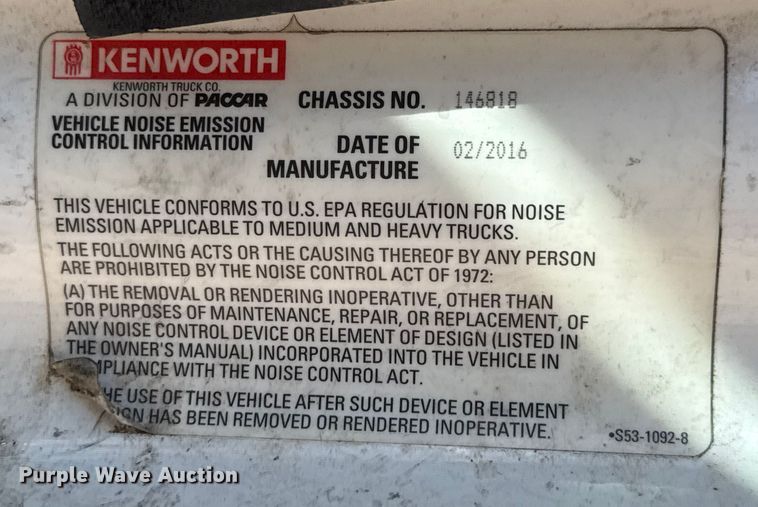 KENWORTH
KENWORTH TRUCK CO.
A DIVISION OF PACCAR
CHASSIS NO. 146818
VEHICLE NOISE EMISSION
CONTROL INFORMATION
DATE OF
MANUFACTURE
02/2016
THIS VEHICLE CONFORMS TO U.S. EPA REGULATION FOR NOISE
EMISSION APPLICABLE TO MEDIUM AND HEAVY TRUCKS.
THE FOLLOWING ACTS OR THE CAUSING THEREOF BY ANY PERSON
ARE PROHIBITED BY THE NOISE CONTROL ACT OF 1972:
(A) THE REMOVAL OR RENDERING INOPERATIVE, OTHER THAN
FOR PURPOSES OF MAINTENANCE, REPAIR, OR REPLACEMENT, OF
ANY NOISE CONTROL DEVICE OR ELEMENT OF DESIGN (LISTED IN
THE OWNER'S MANUAL) INCORPORATED INTO THE VEHICLE IN
MPLIANCE WITH THE NOISE CONTROL ACT.
HE USE OF THIS VEHICLE AFTER SUCH DEVICE OR ELEMENT
IGN HAS BEEN REMOVED OR RENDERED INOPERATIVE.
•S53-1092-8
Purple Wave Auction